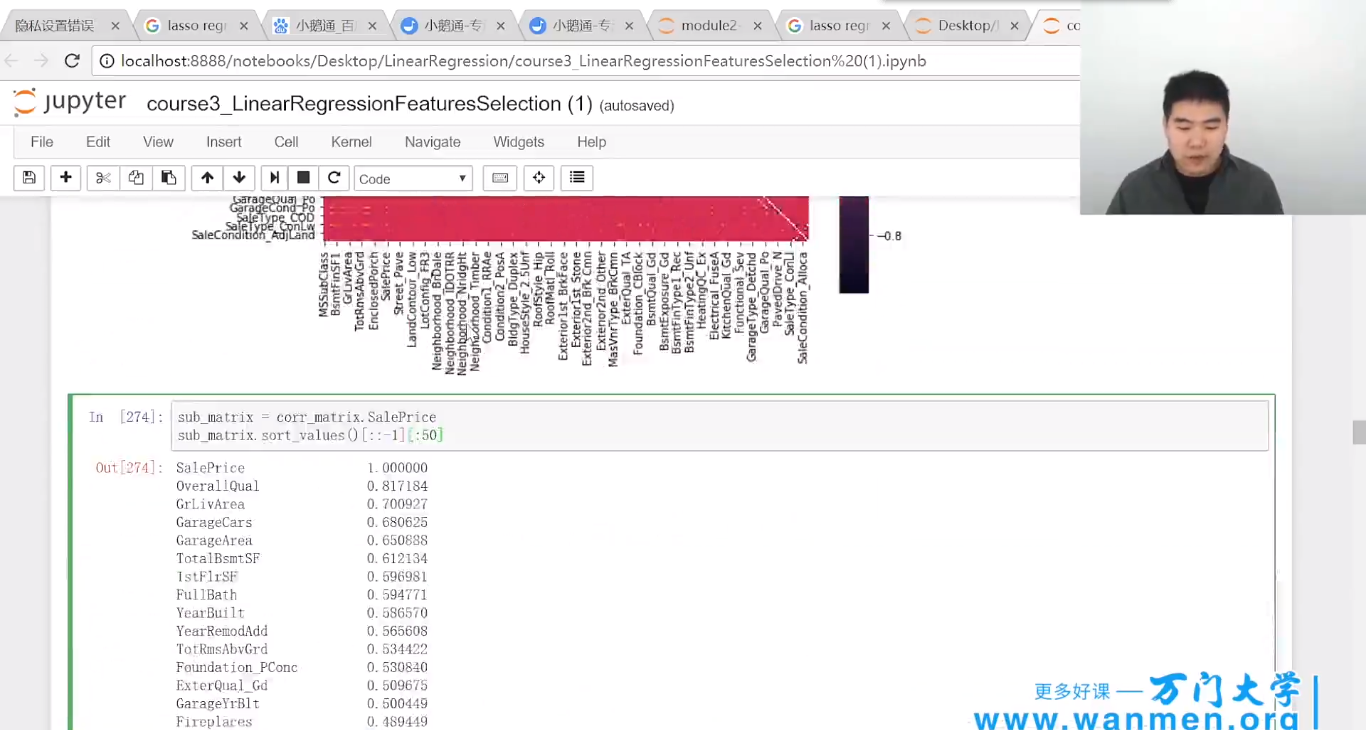 隐私设置错误
lasso regr
小鹅通_百
小鹅通-专
小鹅通-专
module2-
lasso regr
Desktop/l
co
localhost:8888/notebooks/Desktop/LinearRegression/course3_LinearRegressionFeaturesSelection%20(1).ipynb
jupyter course3_LinearRegressionFeaturesSelection (1) (autosaved)
File Edit View Insert Cell Kernel Navigate Widgets Help
Code
GarageQual_Po
GarageCond_Po
SaleType_COD
SaleType_ConLw
SaleCondition_AdjLand
−0.8
MSSubClass
BsmtFinSF1
GrLivArea
TotRmsAbvGrd
EnclosedPorch
SalePrice
Street_Pave
LandContour_Low
LotConfig_FR3
Neighborhood_BrDale
Neighborhood_IDOTRR
Neighborhood_NridgHt
Neighborhood_Timber
Condition1_RRAe
Condition2_PosA
BldgType_Duplex
HouseStyle_2.5Unf
RoofStyle_Hip
RoofMatl_Roll
Exterior1st_BrkFace
Exterior1st_Stone
Exterior2nd_Brk Cmn
Exterior2nd_Other
MasVnrType_BrkCmn
ExterQual_TA
Foundation_CBlock
BsmtQual_Gd
BsmtExposure_Gd
BsmtFinType1_Rec
BsmtFinType2_Unf
HeatingQC_Ex
Electrical_FuseA
KitchenQual_Gd
Functional_Sev
GarageType_Detchd
GarageQual_Po
PavedDrive_N
SaleType_ConLI
SaleCondition_Alloca
In [274]: sub_matrix = corr_matrix.SalePrice
sub_matrix.sort_values()[::-1][:50]
Out[274]: SalePrice 1.000000
OverallQual 0.817184
GrLivArea 0.700927
GarageCars 0.680625
GarageArea 0.650888
TotalBsmtSF 0.612134
1stFlrSF 0.596981
FullBath 0.594771
YearBuilt 0.586570
YearRemodAdd 0.565608
TotRmsAbvGrd 0.534422
Foundation_PConc 0.530840
ExterQual_Gd 0.509675
GarageYrBlt 0.500449
Fireplaces 0.489449
更多好课 — 万门大学
www.wanmen.org